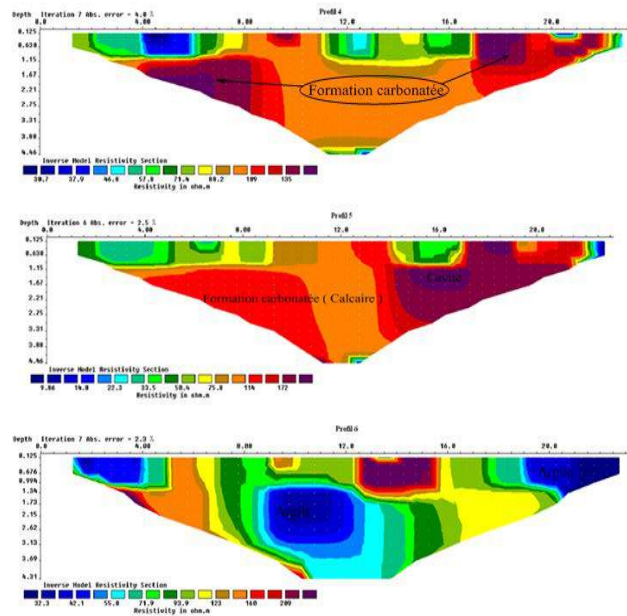 Profil 4
Depth Iteration 7 Abs. error = 4.0 %
0.0 4.00 8.00 12.0 16.0 20.0
0.125
0.630
1.15
1.67
2.21
2.75
3.31
3.88
4.46
Formation carbonatée
Inverse Model Resistivity Section
30.7 37.9 46.8 57.8 71.4 88.2 109 135
Resistivity in ohm.m
Profil 5
Depth Iteration 6 Abs. error = 2.5 %
0.0 4.00 8.00 12.0 16.0 20.0
0.125
0.630
1.15
1.67
2.21
2.75
3.31
3.88
4.46
Formation carbonatée ( Calcaire )
Cavité
Inverse Model Resistivity Section
9.86 14.8 22.3 33.5 50.4 75.8 114 172
Resistivity in ohm.m
Profil 6
Depth Iteration 7 Abs. error = 2.3 %
0.0 4.00 8.00 12.0 16.0 20.0
0.125
0.676
0.994
1.34
1.73
2.15
2.62
3.13
3.69
4.31
Argile
Argile
Inverse Model Resistivity Section
32.3 42.1 55.0 71.9 93.9 123 160 209
Resistivity in ohm.m